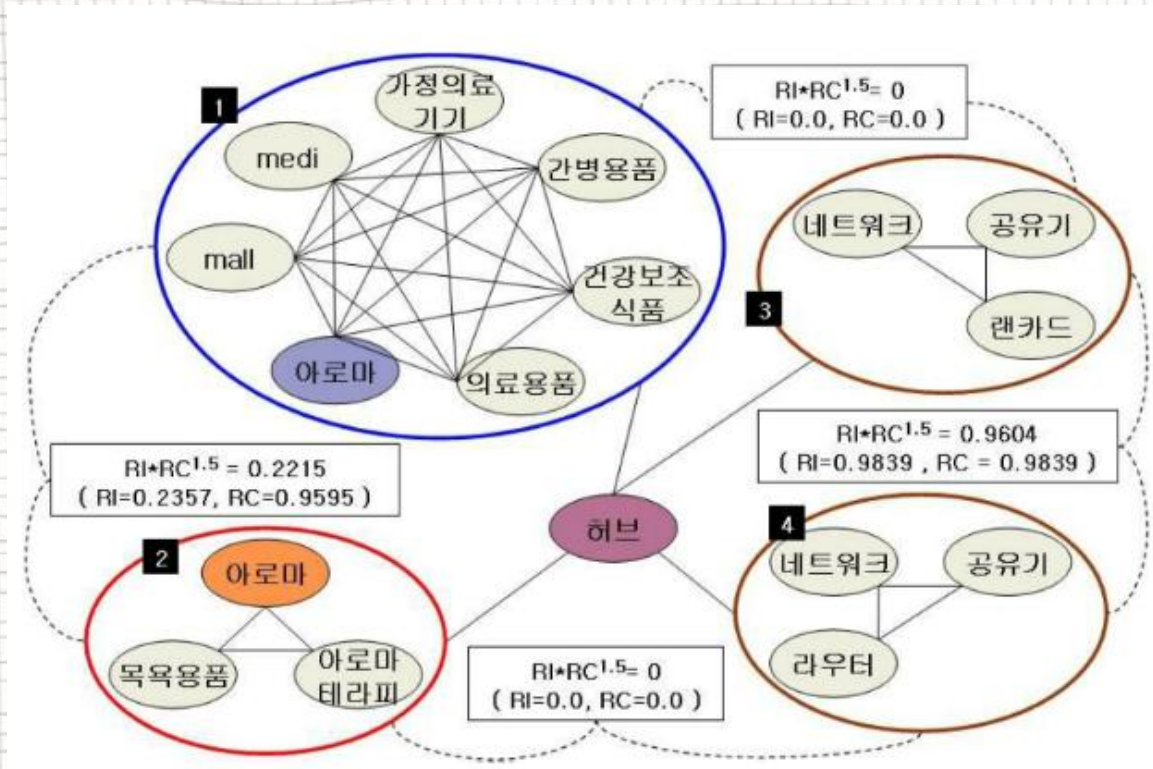 1
가정의료
기기
medi
간병용품
mall
건강보조
식품
아로마
의료용품
RI*RC1.5= 0
( RI=0.0, RC=0.0 )
3
네트워크
공유기
랜카드
RI*RC1.5 = 0.2215
( RI=0.2357, RC=0.9595 )
RI*RC1.5 = 0.9604
( RI=0.9839 , RC = 0.9839 )
허브
2
아로마
목욕용품
아로마
테라피
4
네트워크
공유기
라우터
RI*RC1.5= 0
( RI=0.0, RC=0.0 )